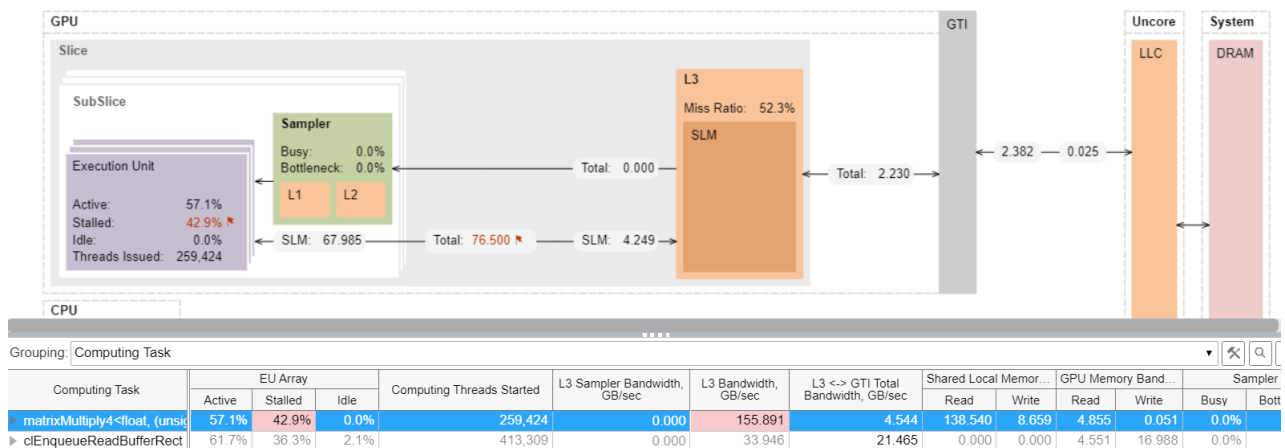 GPU
GTI
Uncore
System
Slice
LLC
DRAM
L3
SubSlice
Miss Ratio: 52.3%
Sampler
SLM
Busy: 0.0%
Execution Unit
Bottleneck: 0.0%
Total: 0.000
Total: 2.230
2.382
0.025
L1
L2
Active: 57.1%
Stalled: 42.9%
Idle: 0.0%
SLM: 67.985
Total: 76.500
SLM: 4.249
Threads Issued: 259,424
CPU
Grouping: Computing Task
Computing Task
EU Array
Computing Threads Started
L3 Sampler Bandwidth, GB/sec
L3 Bandwidth, GB/sec
L3 <-> GTI Total Bandwidth, GB/sec
Shared Local Memor...
GPU Memory Band...
Sampler
Active Stalled Idle
Read Write Read Write Busy Bott
matrixMultiply4<float, (unsig 57.1% 42.9% 0.0% 259,424 0.000 155.891 4.544 138.540 8.659 4.855 0.051 0.0%
clEnqueueReadBufferRect 61.7% 36.3% 2.1% 413,309 0.000 33.946 21.465 0.000 0.000 4.551 16.988 0.0%